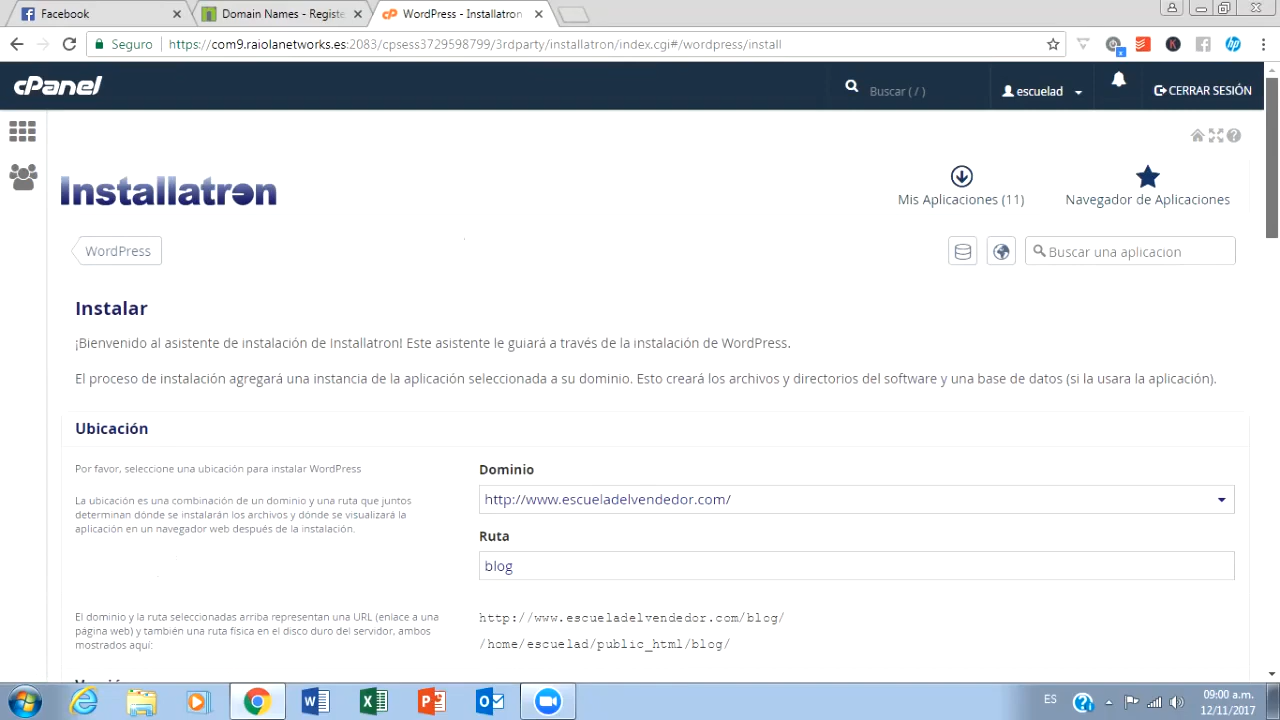 Facebook
Domain Names - Registe
WordPress - Installatron
Seguro
https://com9.raiolanetworks.es:2083/cpsess3729598799/3rdparty/installatron/index.cgi#/wordpress/install
cPanel
Buscar ( / )
escuelad
CERRAR SESIÓN
Installatron
Mis Aplicaciones (11)
Navegador de Aplicaciones
WordPress
Buscar una aplicacion
Instalar
¡Bienvenido al asistente de instalación de Installatron! Este asistente le guiará a través de la instalación de WordPress.
El proceso de instalación agregará una instancia de la aplicación seleccionada a su dominio. Esto creará los archivos y directorios del software y una base de datos (si la usara la aplicación).
Ubicación
Por favor, seleccione una ubicación para instalar WordPress
La ubicación es una combinación de un dominio y una ruta que juntos
determinan dónde se instalarán los archivos y dónde se visualizará la
aplicación en un navegador web después de la instalación.
Dominio
http://www.escueladelvendedor.com/
Ruta
blog
El dominio y la ruta seleccionadas arriba representan una URL (enlace a una
página web) y también una ruta física en el disco duro del servidor, ambos
mostrados aquí:
http://www.escueladelvendedor.com/blog/
/home/escuelad/public_html/blog/
ES
09:00 a.m.
12/11/2017